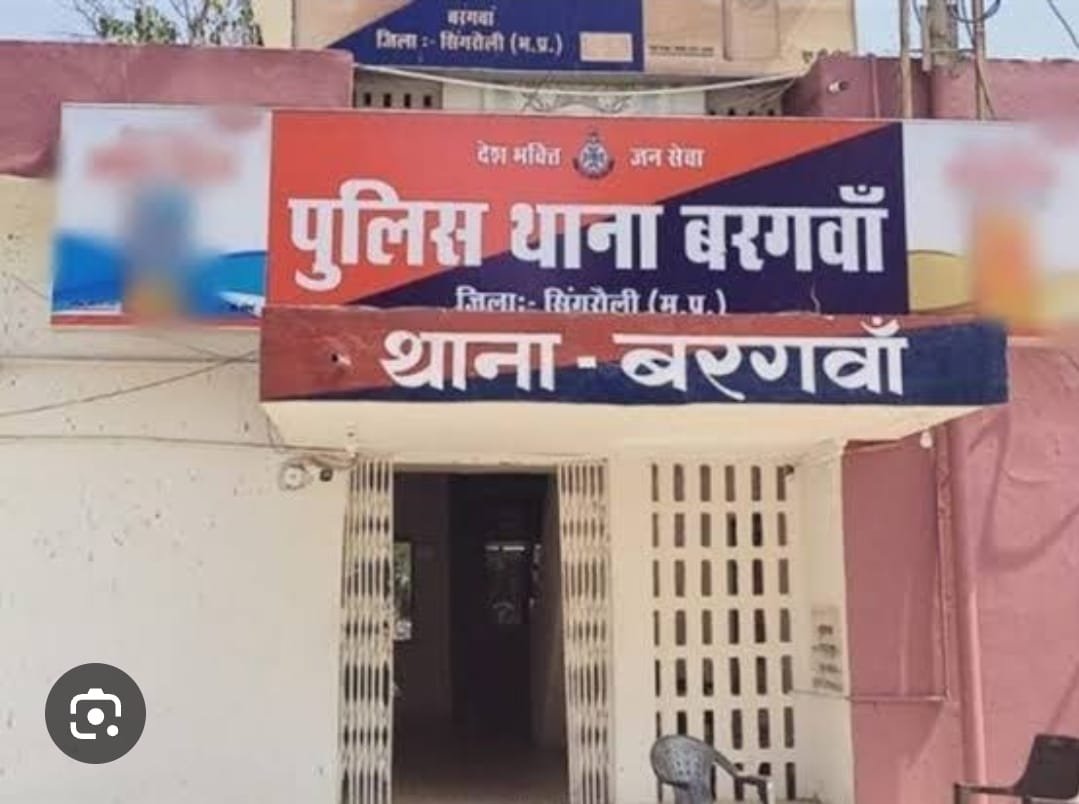 बरगवां
जिला :- सिंगरौली (म.प्र.)
देश भक्ति जन सेवा
पुलिस थाना बरगवाँ
जिला:- सिंगरौली (म.प्र.)
थाना - बरगवाँ